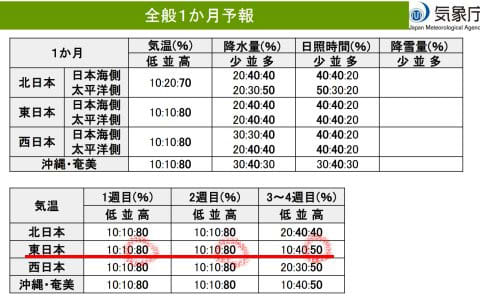 全般1か月予報
気象庁
Japan Meteorological Agency
1か月 気温(%) 降水量(%) 日照時間(%) 降雪量(%)
低 並 高 少 並 多 少 並 多 少 並 多
北日本 日本海側 10:20:70 20:40:40 40:40:20
太平洋側 20:30:50 50:30:20
東日本 日本海側 10:10:80 20:40:40 40:40:20
太平洋側 20:40:40 40:40:20
西日本 日本海側 10:10:80 30:30:40 40:40:20
太平洋側 20:40:40 40:40:20
沖縄・奄美 10:10:80 30:40:30 30:40:30
気温 1週目(%) 2週目(%) 3~4週目(%)
低 並 高 低 並 高 低 並 高
北日本 10:10:80 10:10:80 20:40:40
東日本 10:10:80 10:10:80 10:40:50
西日本 10:10:80 10:10:80 20:30:50
沖縄・奄美 10:10:80 10:10:80 10:40:50